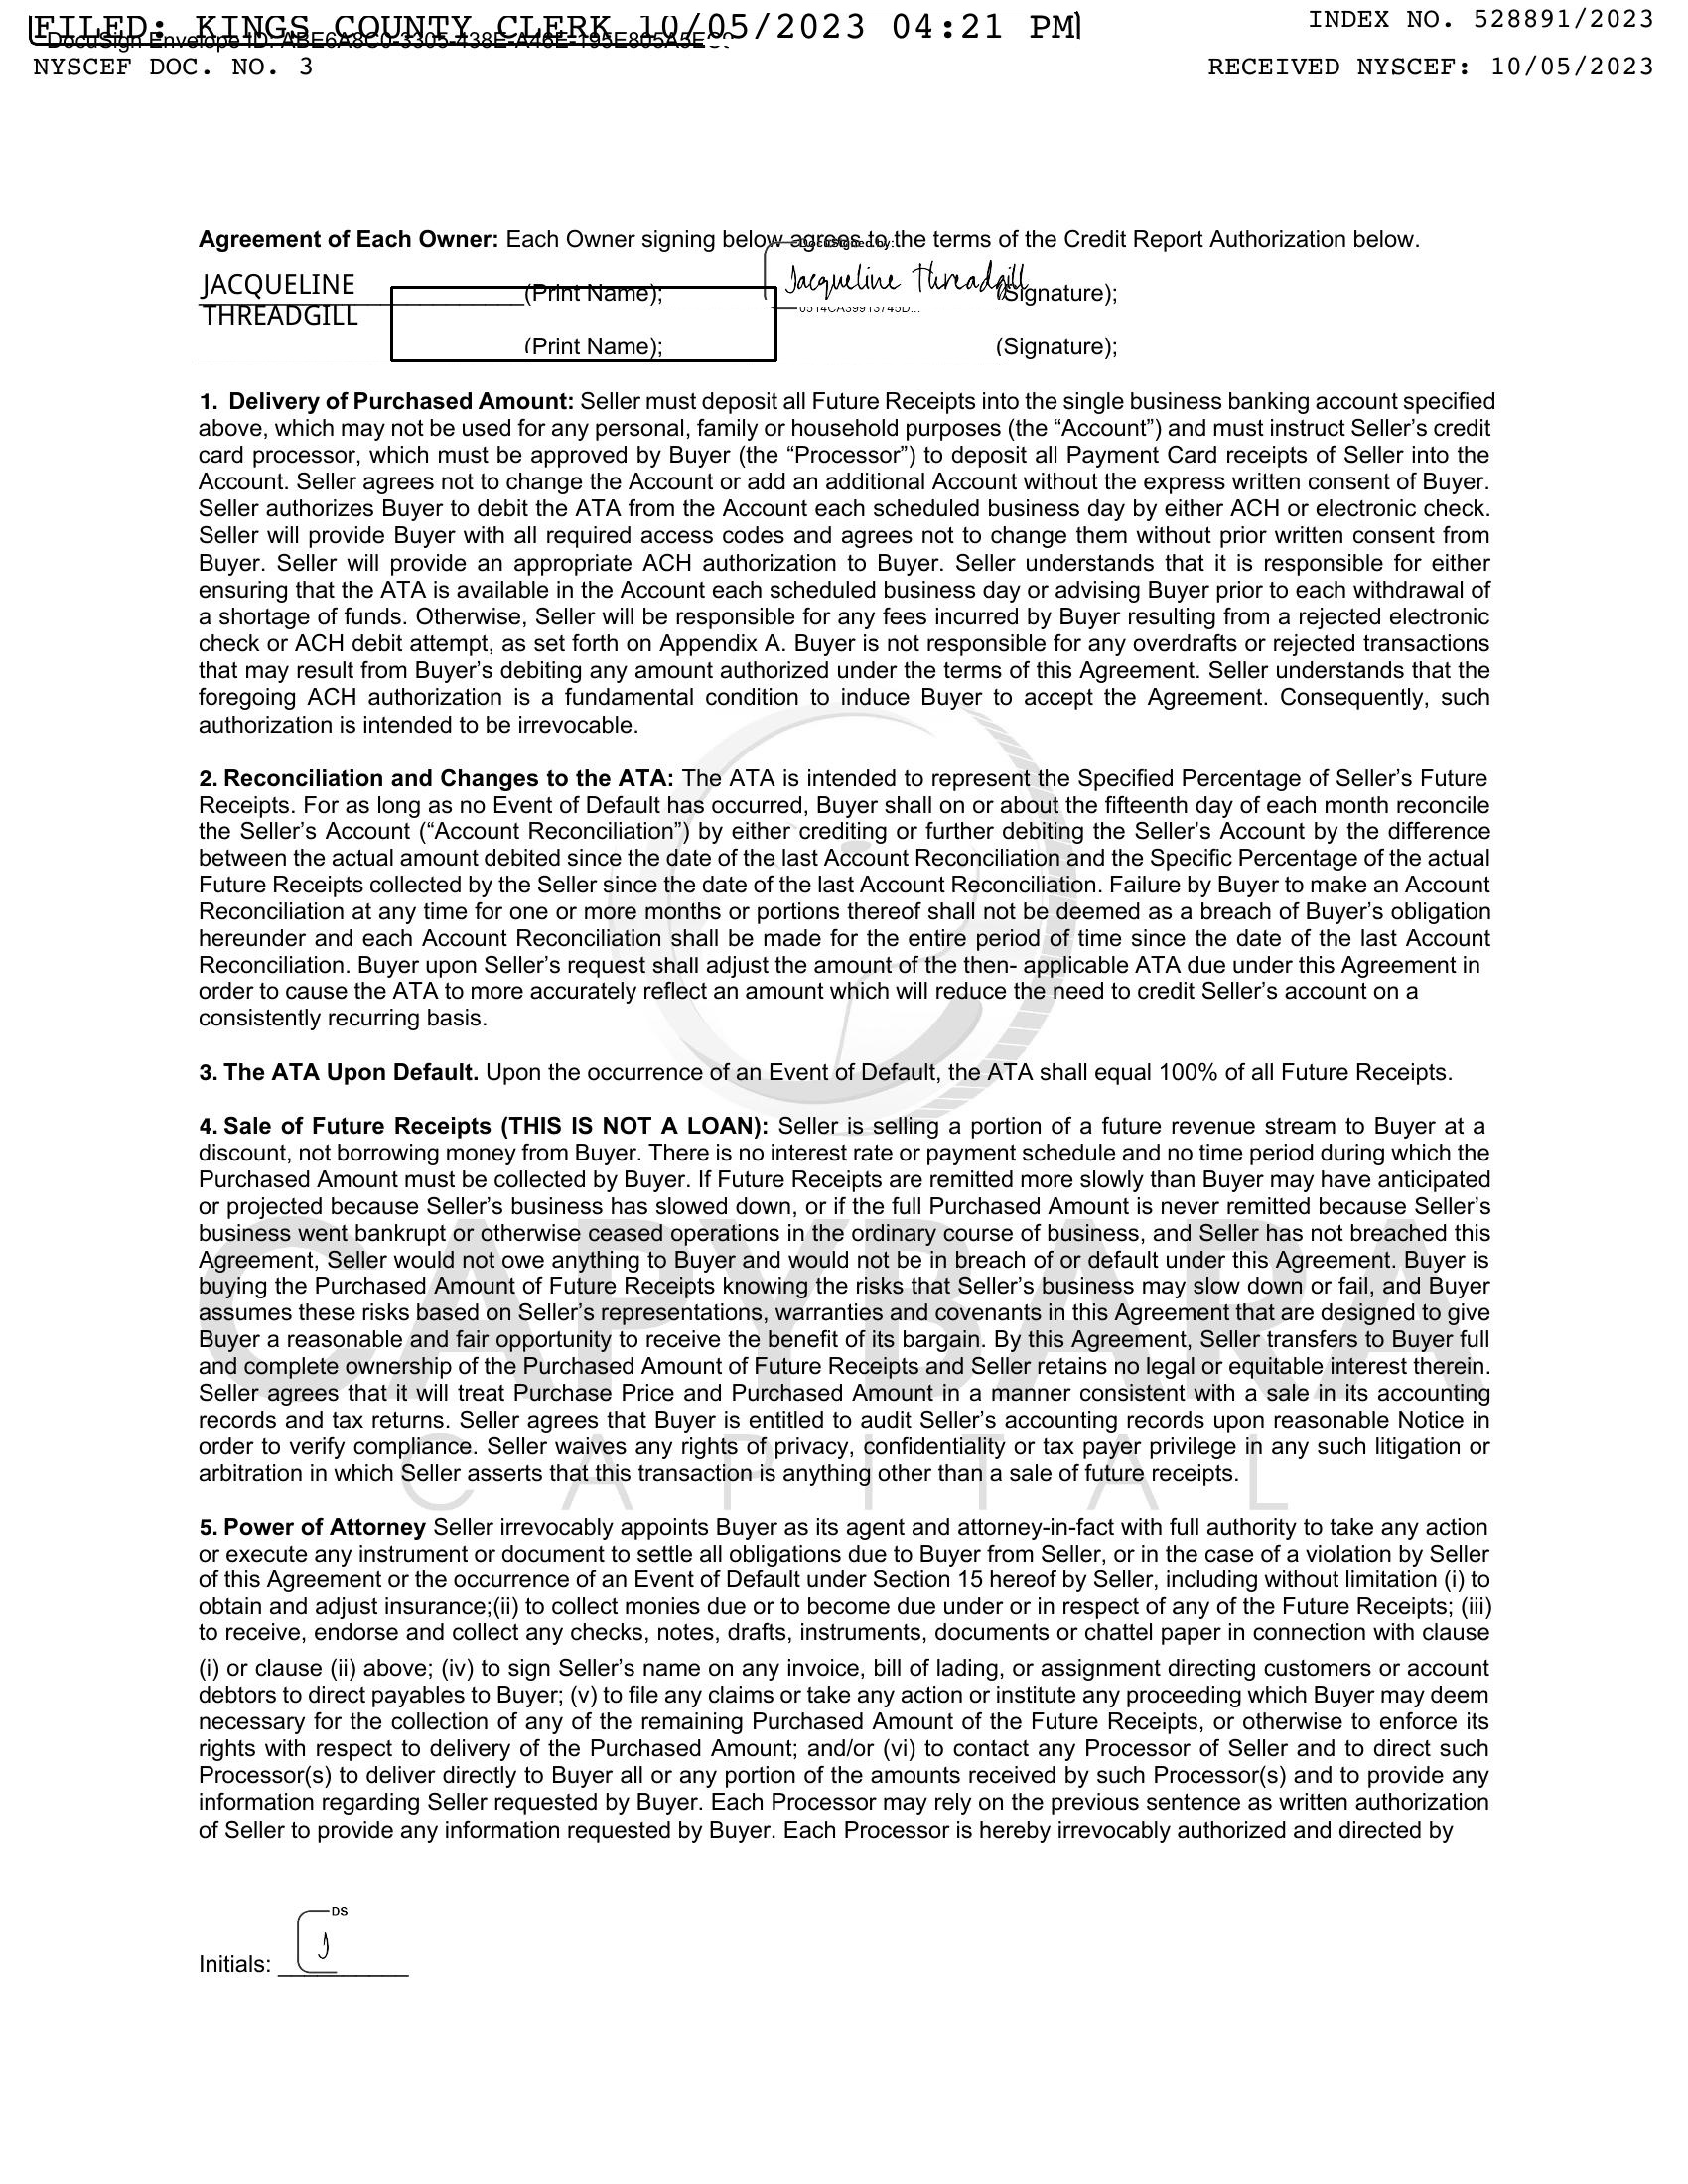 FILED: KINGS COUNTY CLERK 10/05/2023 04:21 PM
INDEX NO. 528891/2023
DocuSign Envelope ID: ABE6A8C0-3305-438E-A46E-195E805A5E
NYSCEF DOC. NO. 3
RECEIVED NYSCEF: 10/05/2023
Agreement of Each Owner: Each Owner signing below agrees to the terms of the Credit Report Authorization below.
DocuSigned by:
JACQUELINE THREADGILL (Print Name); Jacqueline Threadgill (Signature);
(Print Name); (Signature);
1. Delivery of Purchased Amount: Seller must deposit all Future Receipts into the single business banking account specified
above, which may not be used for any personal, family or household purposes (the “Account”) and must instruct Seller’s credit
card processor, which must be approved by Buyer (the “Processor”) to deposit all Payment Card receipts of Seller into the
Account. Seller agrees not to change the Account or add an additional Account without the express written consent of Buyer.
Seller authorizes Buyer to debit the ATA from the Account each scheduled business day by either ACH or electronic check.
Seller will provide Buyer with all required access codes and agrees not to change them without prior written consent from
Buyer. Seller will provide an appropriate ACH authorization to Buyer. Seller understands that it is responsible for either
ensuring that the ATA is available in the Account each scheduled business day or advising Buyer prior to each withdrawal of
a shortage of funds. Otherwise, Seller will be responsible for any fees incurred by Buyer resulting from a rejected electronic
check or ACH debit attempt, as set forth on Appendix A. Buyer is not responsible for any overdrafts or rejected transactions
that may result from Buyer’s debiting any amount authorized under the terms of this Agreement. Seller understands that the
foregoing ACH authorization is a fundamental condition to induce Buyer to accept the Agreement. Consequently, such
authorization is intended to be irrevocable.
2. Reconciliation and Changes to the ATA: The ATA is intended to represent the Specified Percentage of Seller’s Future
Receipts. For as long as no Event of Default has occurred, Buyer shall on or about the fifteenth day of each month reconcile
the Seller’s Account (“Account Reconciliation”) by either crediting or further debiting the Seller’s Account by the difference
between the actual amount debited since the date of the last Account Reconciliation and the Specific Percentage of the actual
Future Receipts collected by the Seller since the date of the last Account Reconciliation. Failure by Buyer to make an Account
Reconciliation at any time for one or more months or portions thereof shall not be deemed as a breach of Buyer’s obligation
hereunder and each Account Reconciliation shall be made for the entire period of time since the date of the last Account
Reconciliation. Buyer upon Seller’s request shall adjust the amount of the then- applicable ATA due under this Agreement in
order to cause the ATA to more accurately reflect an amount which will reduce the need to credit Seller’s account on a
consistently recurring basis.
3. The ATA Upon Default. Upon the occurrence of an Event of Default, the ATA shall equal 100% of all Future Receipts.
4. Sale of Future Receipts (THIS IS NOT A LOAN): Seller is selling a portion of a future revenue stream to Buyer at a
discount, not borrowing money from Buyer. There is no interest rate or payment schedule and no time period during which the
Purchased Amount must be collected by Buyer. If Future Receipts are remitted more slowly than Buyer may have anticipated
or projected because Seller’s business has slowed down, or if the full Purchased Amount is never remitted because Seller’s
business went bankrupt or otherwise ceased operations in the ordinary course of business, and Seller has not breached this
Agreement, Seller would not owe anything to Buyer and would not be in breach of or default under this Agreement. Buyer is
buying the Purchased Amount of Future Receipts knowing the risks that Seller’s business may slow down or fail, and Buyer
assumes these risks based on Seller’s representations, warranties and covenants in this Agreement that are designed to give
Buyer a reasonable and fair opportunity to receive the benefit of its bargain. By this Agreement, Seller transfers to Buyer full
and complete ownership of the Purchased Amount of Future Receipts and Seller retains no legal or equitable interest therein.
Seller agrees that it will treat Purchase Price and Purchased Amount in a manner consistent with a sale in its accounting
records and tax returns. Seller agrees that Buyer is entitled to audit Seller’s accounting records upon reasonable Notice in
order to verify compliance. Seller waives any rights of privacy, confidentiality or tax payer privilege in any such litigation or
arbitration in which Seller asserts that this transaction is anything other than a sale of future receipts.
CAPYBARA
CAPITAL
5. Power of Attorney Seller irrevocably appoints Buyer as its agent and attorney-in-fact with full authority to take any action
or execute any instrument or document to settle all obligations due to Buyer from Seller, or in the case of a violation by Seller
of this Agreement or the occurrence of an Event of Default under Section 15 hereof by Seller, including without limitation (i) to
obtain and adjust insurance;(ii) to collect monies due or to become due under or in respect of any of the Future Receipts; (iii)
to receive, endorse and collect any checks, notes, drafts, instruments, documents or chattel paper in connection with clause
(i) or clause (ii) above; (iv) to sign Seller’s name on any invoice, bill of lading, or assignment directing customers or account
debtors to direct payables to Buyer; (v) to file any claims or take any action or institute any proceeding which Buyer may deem
necessary for the collection of any of the remaining Purchased Amount of the Future Receipts, or otherwise to enforce its
rights with respect to delivery of the Purchased Amount; and/or (vi) to contact any Processor of Seller and to direct such
Processor(s) to deliver directly to Buyer all or any portion of the amounts received by such Processor(s) and to provide any
information regarding Seller requested by Buyer. Each Processor may rely on the previous sentence as written authorization
of Seller to provide any information requested by Buyer. Each Processor is hereby irrevocably authorized and directed by
DS
Initials: J